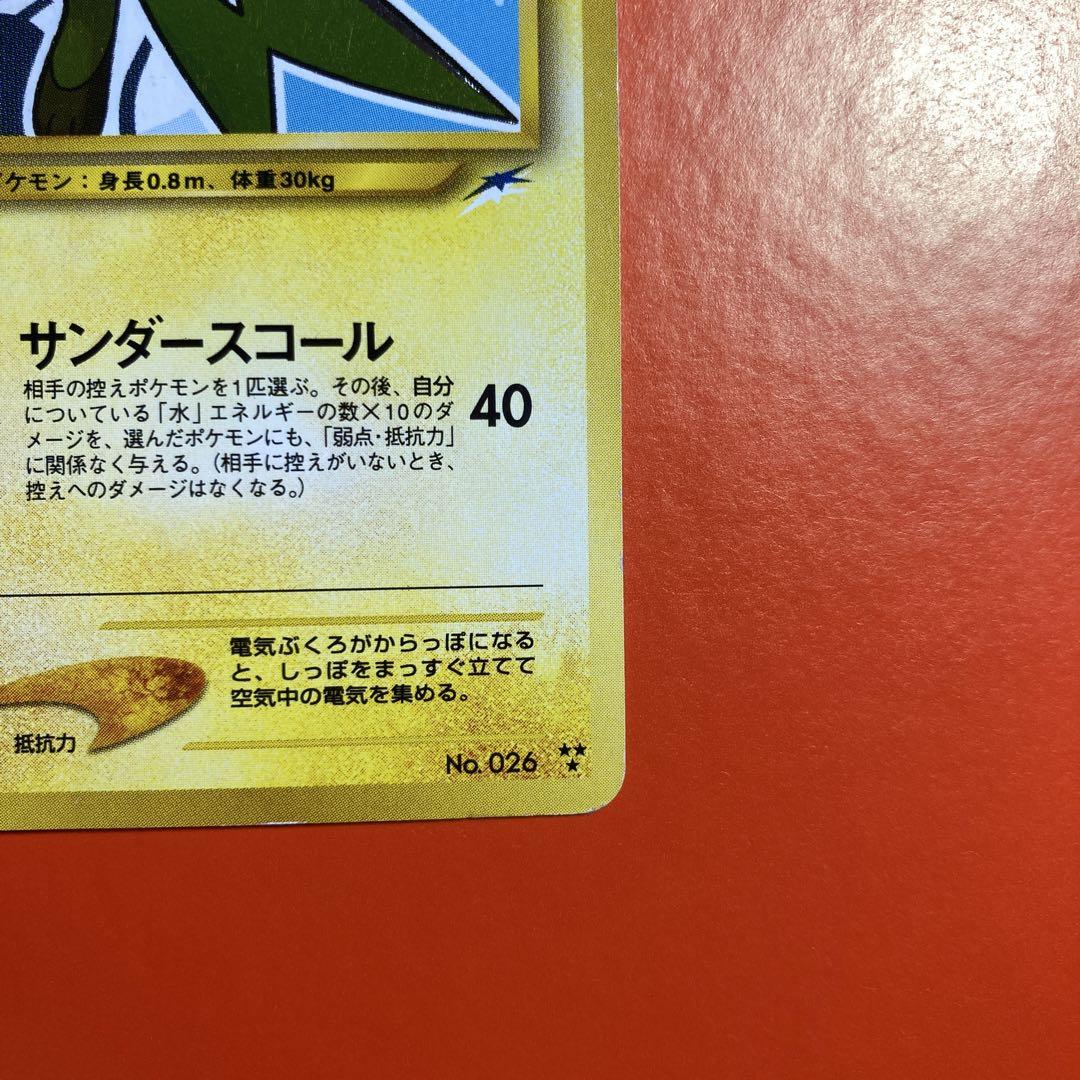 ケモン：身長0.8m、体重30kg
サンダースコール
相手の控えポケモンを1匹選ぶ。その後、自分
についている「水」エネルギーの数×10のダ
メージを、選んだポケモンにも、「弱点・抵抗力」
に関係なく与える。（相手に控えがいないとき、
控えへのダメージはなくなる。）
40
電気ぶくろがからっぽになる
と、しっぽをまっすぐ立てて
空気中の電気を集める。
抵抗力
No. 026 ★★★